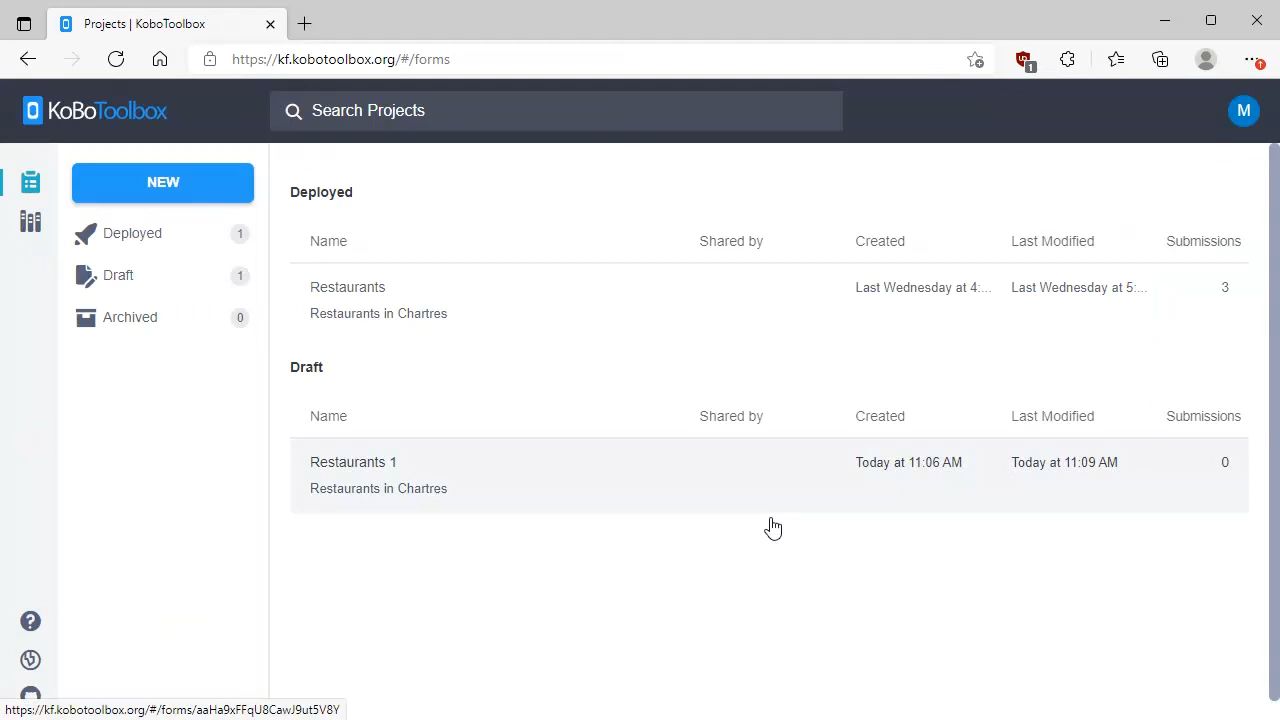 Projects | KoboToolbox
https://kf.kobotoolbox.org/#/forms
1
KoBoToolbox
Search Projects
M
NEW
Deployed 1
Draft 1
Archived 0
Deployed
Name Shared by Created Last Modified Submissions
Restaurants Last Wednesday at 4:... Last Wednesday at 5:... 3
Restaurants in Chartres
Draft
Name Shared by Created Last Modified Submissions
Restaurants 1 Today at 11:06 AM Today at 11:09 AM 0
Restaurants in Chartres
https://kf.kobotoolbox.org/#/forms/aaHa9xFFqU8CawJ9ut5V8Y